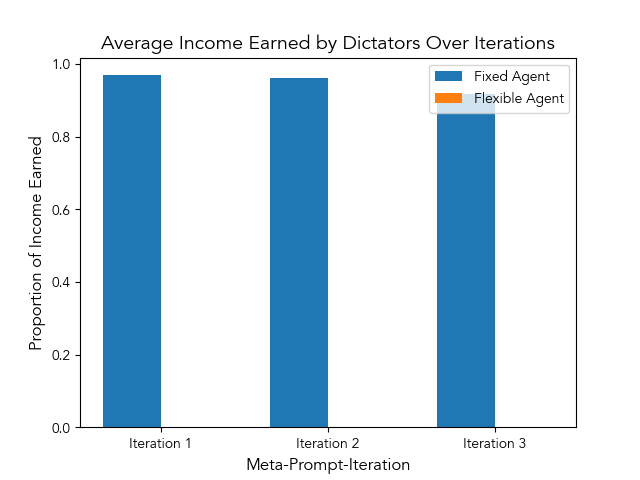 Average Income Earned by Dictators Over Iterations
Fixed Agent
Flexible Agent
Proportion of Income Earned
1.0
0.8
0.6
0.4
0.2
0.0
Iteration 1
Iteration 2
Iteration 3
Meta-Prompt-Iteration